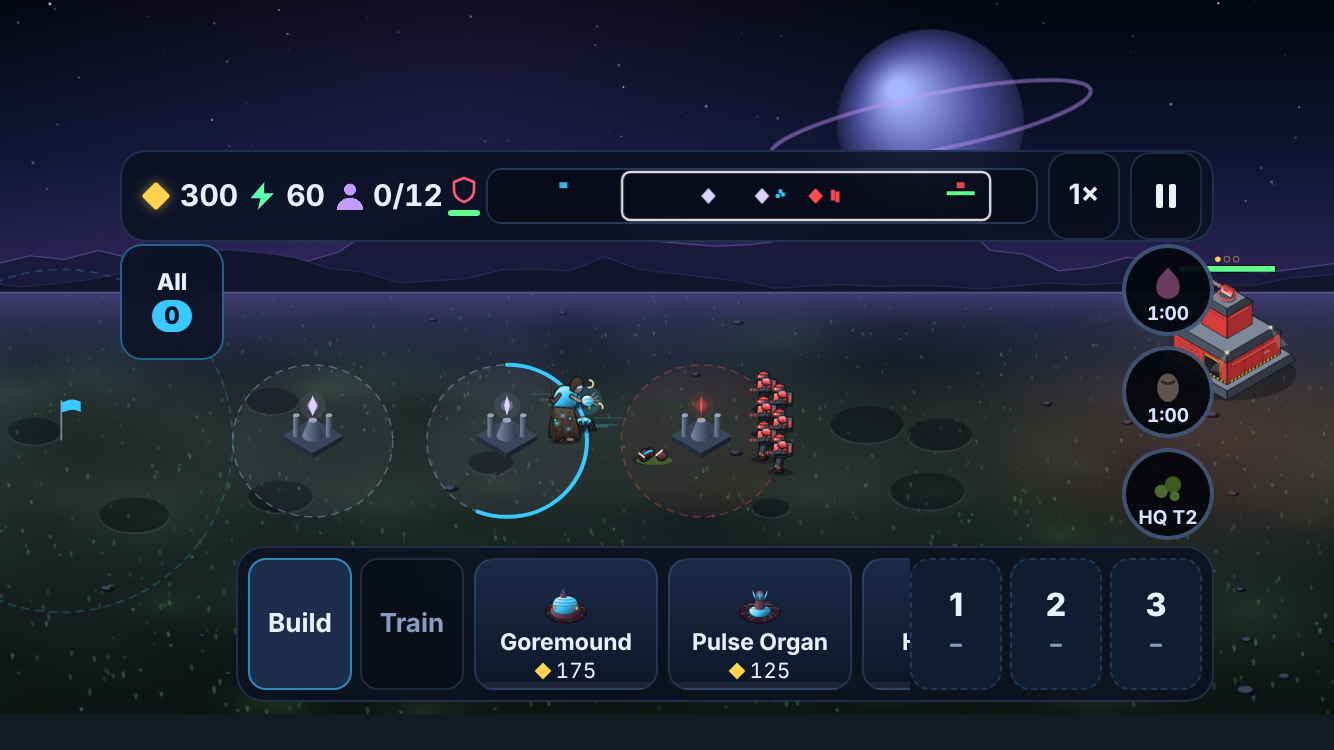 300 60 0/12 1×
All
0
1:00
1:00
HQ T2
Build Train
Goremound
175
Pulse Organ
125
1
–
2
–
3
–